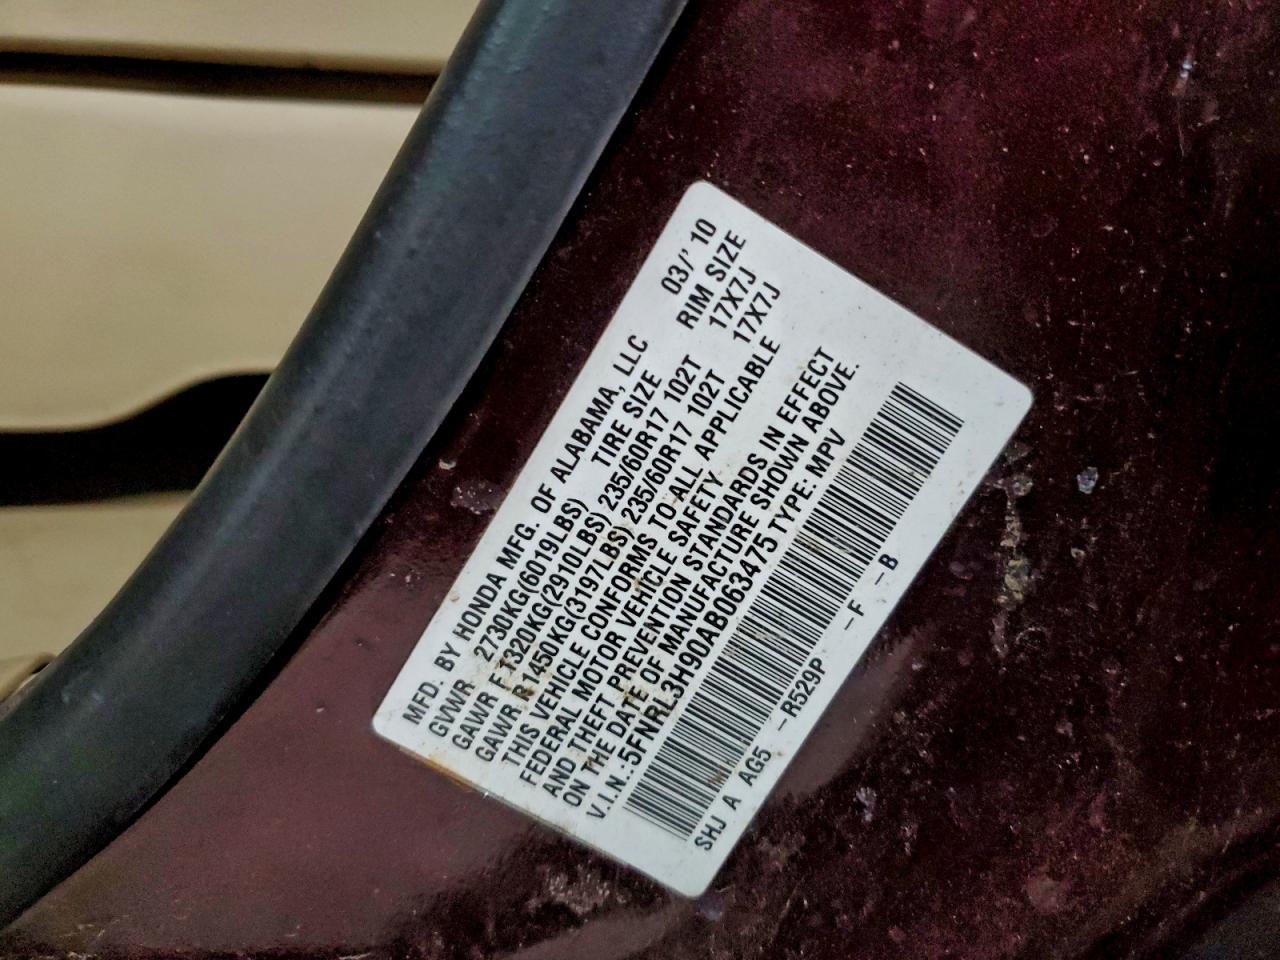 MFD. BY HONDA MFG. OF ALABAMA, LLC 03/' 10
GVWR 2730KG(6019LBS) TIRE SIZE RIM SIZE
GAWR F 1320KG(2910LBS) 235/60R17 102T 17X7J
GAWR R 1450KG(3197LBS) 235/60R17 102T 17X7J
THIS VEHICLE CONFORMS TO ALL APPLICABLE
FEDERAL MOTOR VEHICLE SAFETY
AND THEFT PREVENTION STANDARDS IN EFFECT
ON THE DATE OF MANUFACTURE SHOWN ABOVE.
V.I.N.:5FNRL3H90AB063475 TYPE: MPV
SHJ A AG5 -R529P -F -B